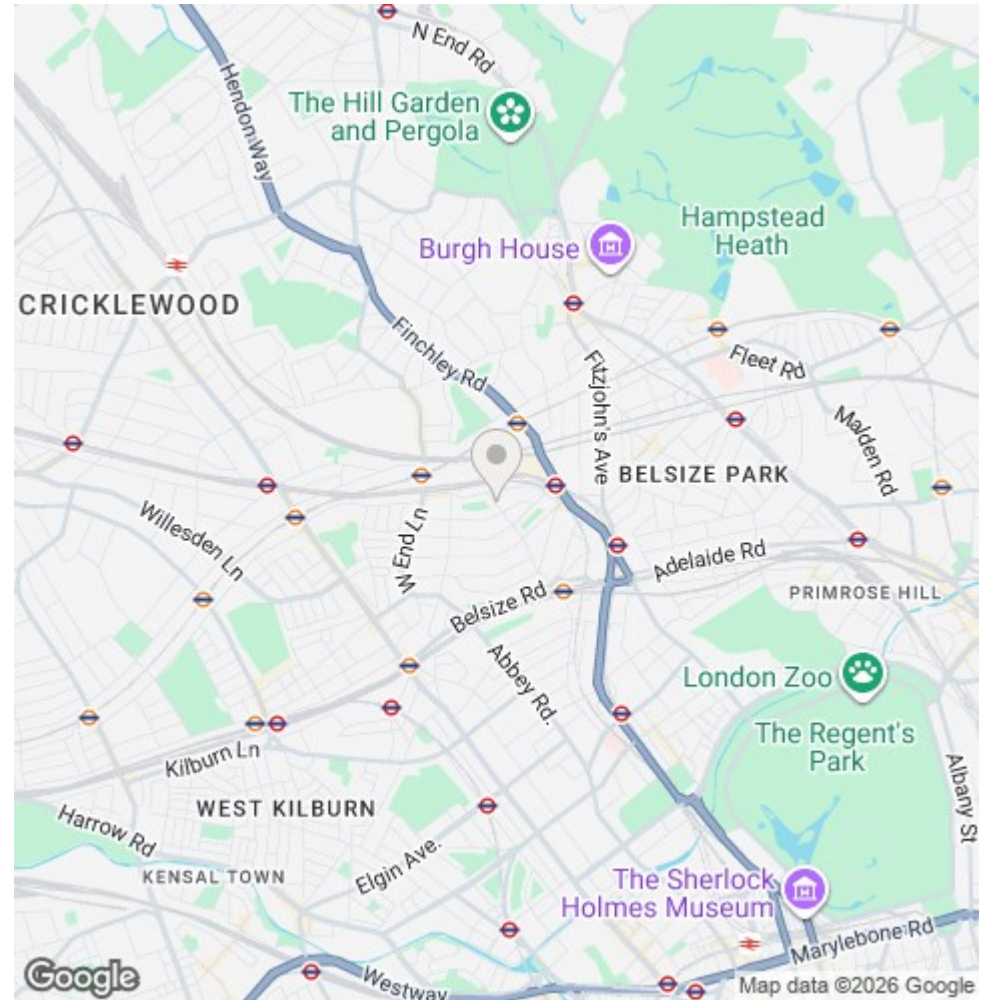 N End Rd
Hendon Way
The Hill Garden
and Pergola
Hampstead
Heath
Burgh House
CRICKLEWOOD
Finchley Rd
Fitzjohn's Ave
Fleet Rd
Malden Rd
BELSIZE PARK
Willesden Ln
W End Ln
Adelaide Rd
Belsize Rd
PRIMROSE HILL
Abbey Rd.
London Zoo
The Regent's
Park
Kilburn Ln
Albany St
WEST KILBURN
Harrow Rd
Elgin Ave.
KENSAL TOWN
The Sherlock
Holmes Museum
Marylebone Rd
Westway
Google
Map data ©2026 Google